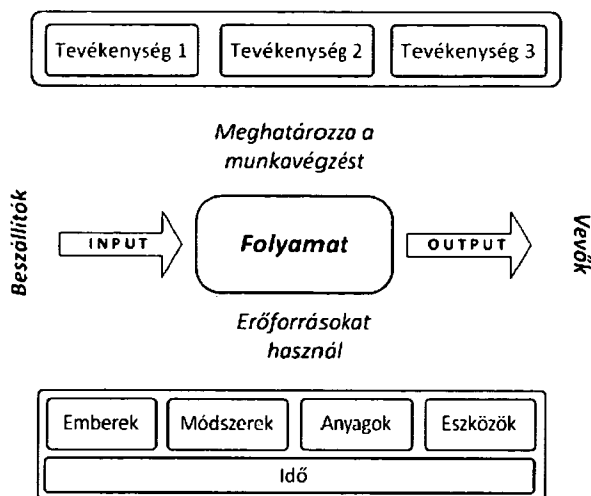 Tevékenység 1 Tevékenység 2 Tevékenység 3
Meghatározza a
munkavégzést
Beszállítók
INPUT
Folyamat
OUTPUT
Vevők
Erőforrásokat
használ
Emberek Módszerek Anyagok Eszközök
Idő